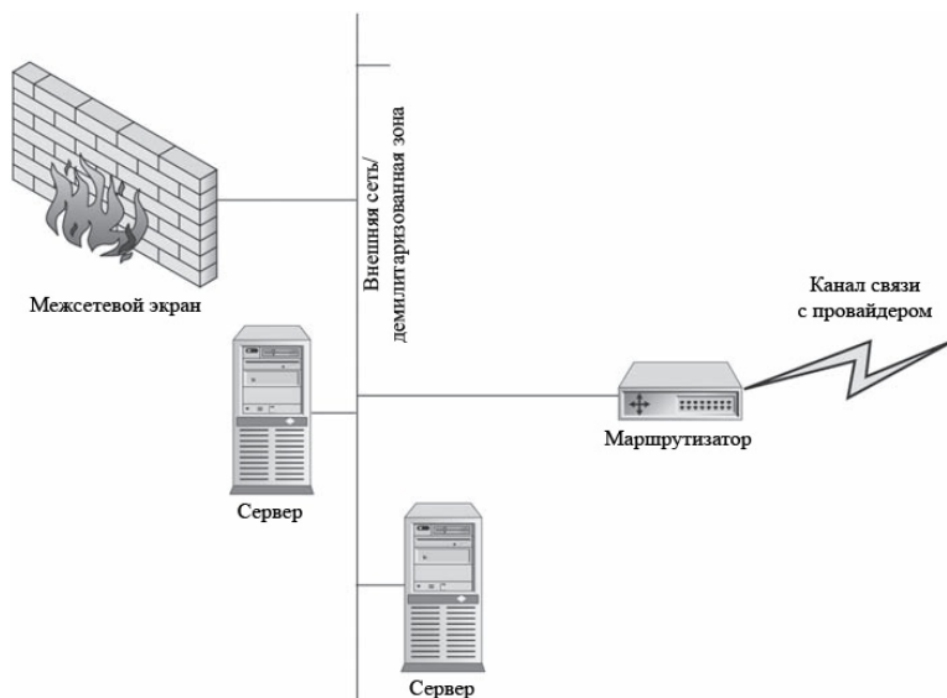 Внешняя сеть/
демилитаризованная зона
Межсетевой экран
Канал связи
с провайдером
Маршрутизатор
Сервер
Сервер